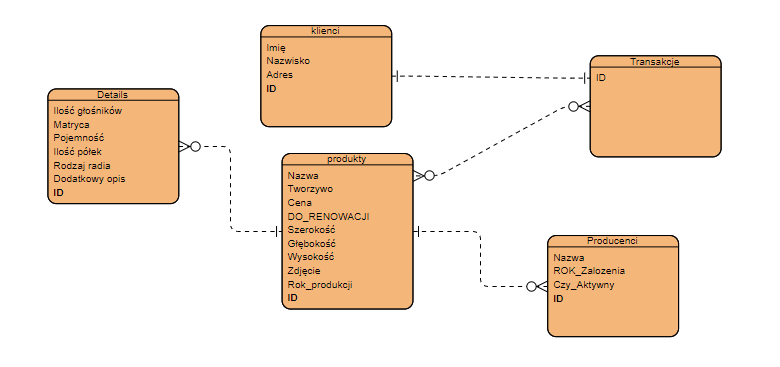 klienci
Imię
Nazwisko
Adres
ID
Transakcje
ID
Details
Ilość głośników
Matryca
Pojemność
Ilość półek
Rodzaj radia
Dodatkowy opis
ID
produkty
Nazwa
Tworzywo
Cena
DO_RENOWACJI
Szerokość
Głębokość
Wysokość
Zdjęcie
Rok_produkcji
ID
Producenci
Nazwa
ROK_Zalozenia
Czy_Aktywny
ID